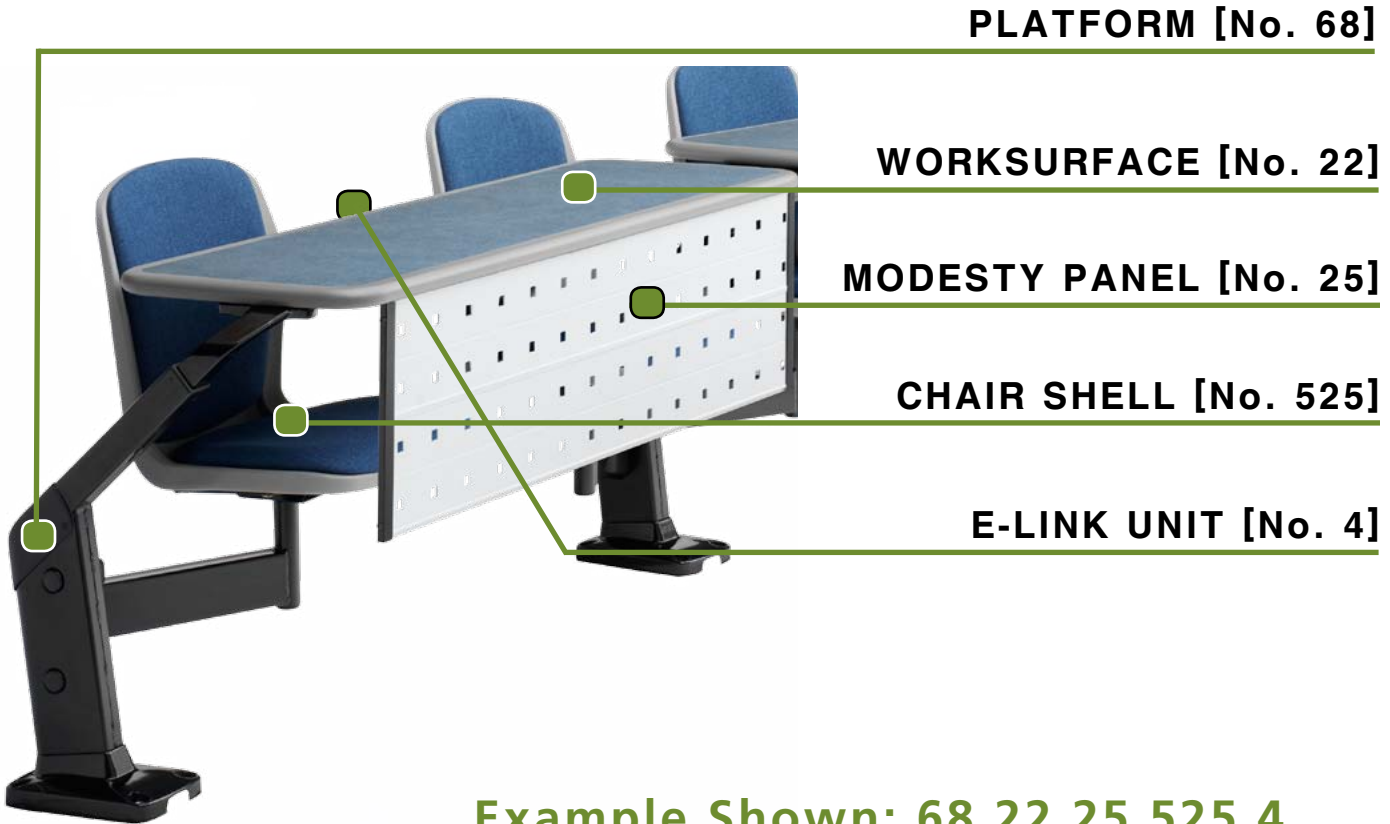 PLATFORM [No. 68]
WORKSURFACE [No. 22]
MODESTY PANEL [No. 25]
CHAIR SHELL [No. 525]
E-LINK UNIT [No. 4]
Example Shown: 68.22.25.525.4